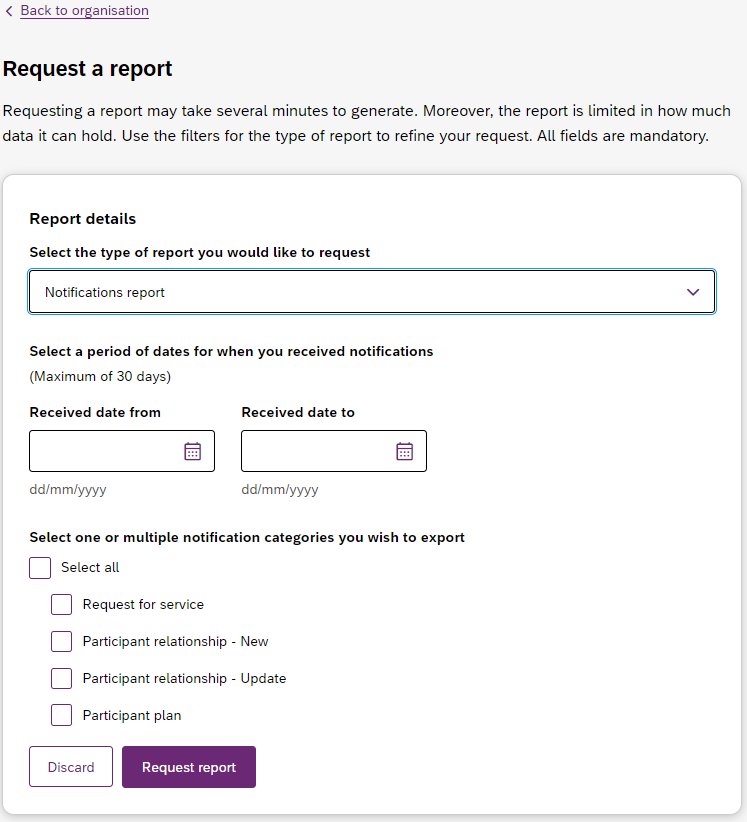 Back to organisation
Request a report
Requesting a report may take several minutes to generate. Moreover, the report is limited in how much
data it can hold. Use the filters for the type of report to refine your request. All fields are mandatory.
Report details
Select the type of report you would like to request
Notifications report
Select a period of dates for when you received notifications
(Maximum of 30 days)
Received date from Received date to
dd/mm/yyyy dd/mm/yyyy
Select one or multiple notification categories you wish to export
Select all
Request for service
Participant relationship - New
Participant relationship - Update
Participant plan
Discard Request report